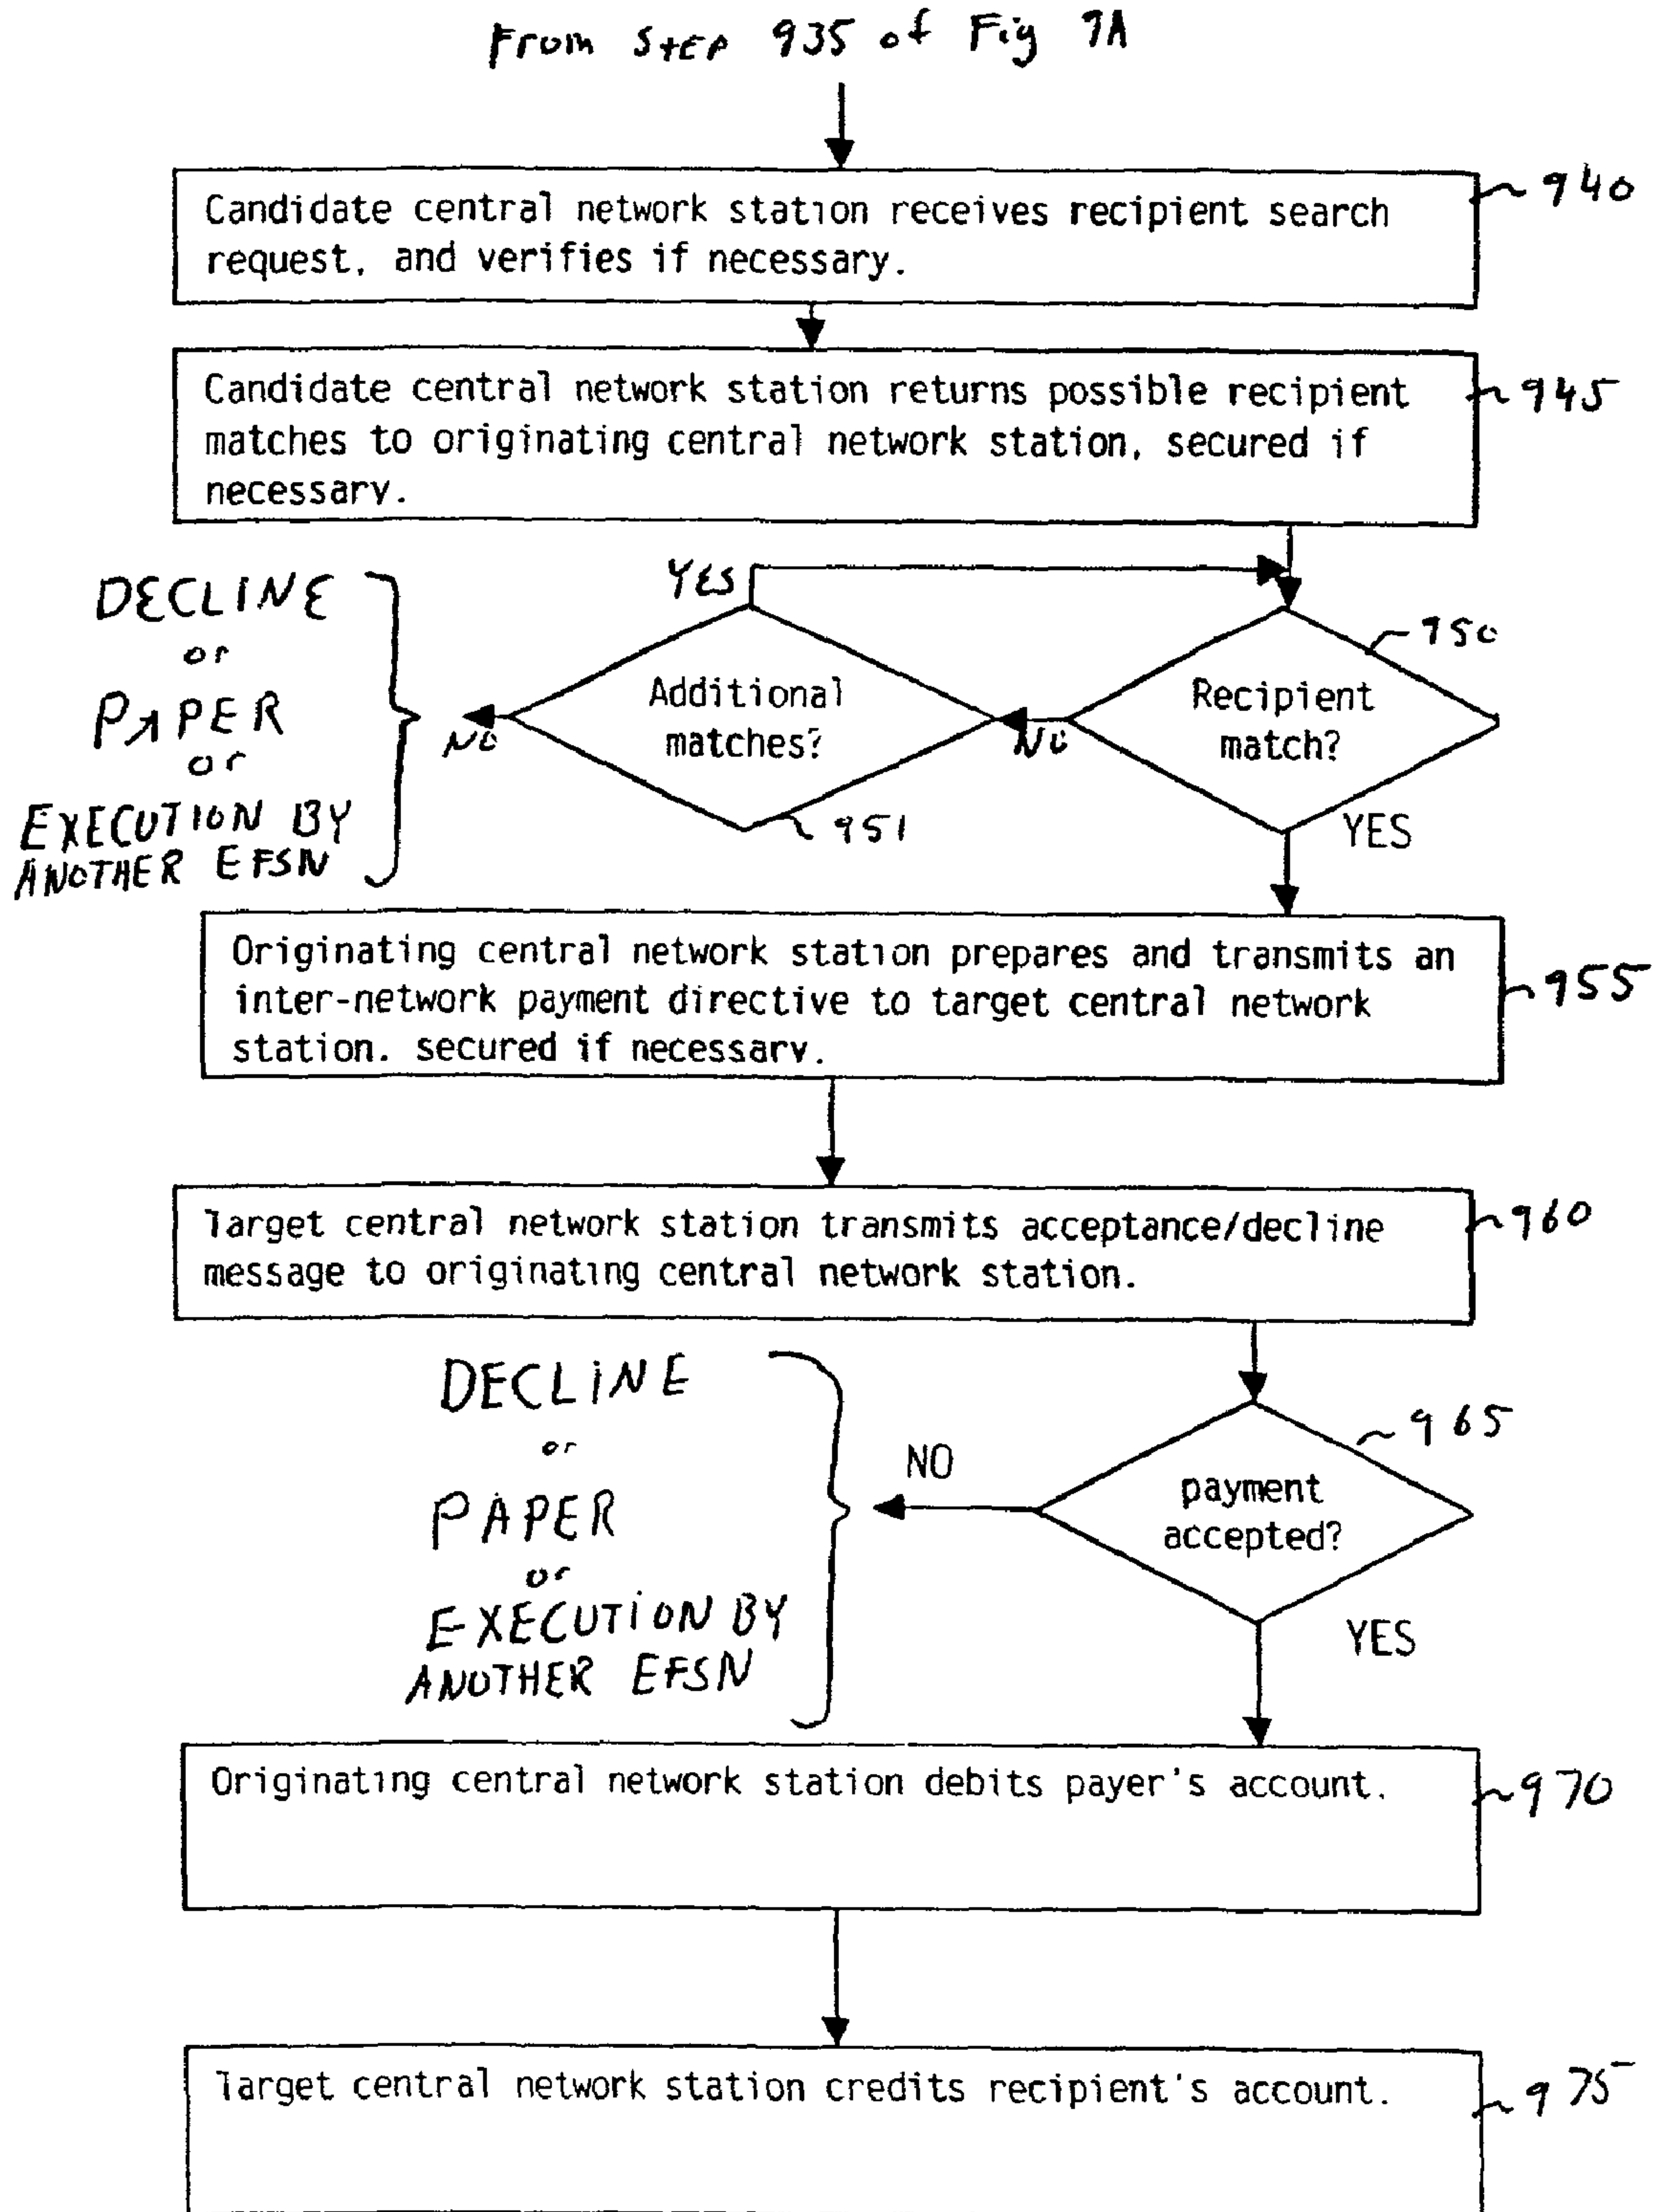 From Step 935 of Fig 9A
Candidate central network station receives recipient search
request, and verifies if necessary.
940
Candidate central network station returns possible recipient
matches to originating central network station, secured if
necessary.
945
YES
DECLINE
or
PAPER
or
EXECUTION BY
ANOTHER EFSN
NO
Additional
matches?
951
NO
Recipient
match?
950
YES
Originating central network station prepares and transmits an
inter-network payment directive to target central network
station. secured if necessary.
955
Target central network station transmits acceptance/decline
message to originating central network station.
960
DECLINE
or
PAPER
or
EXECUTION BY
ANOTHER EFSN
NO
payment
accepted?
965
YES
Originating central network station debits payer's account.
970
Target central network station credits recipient's account.
975